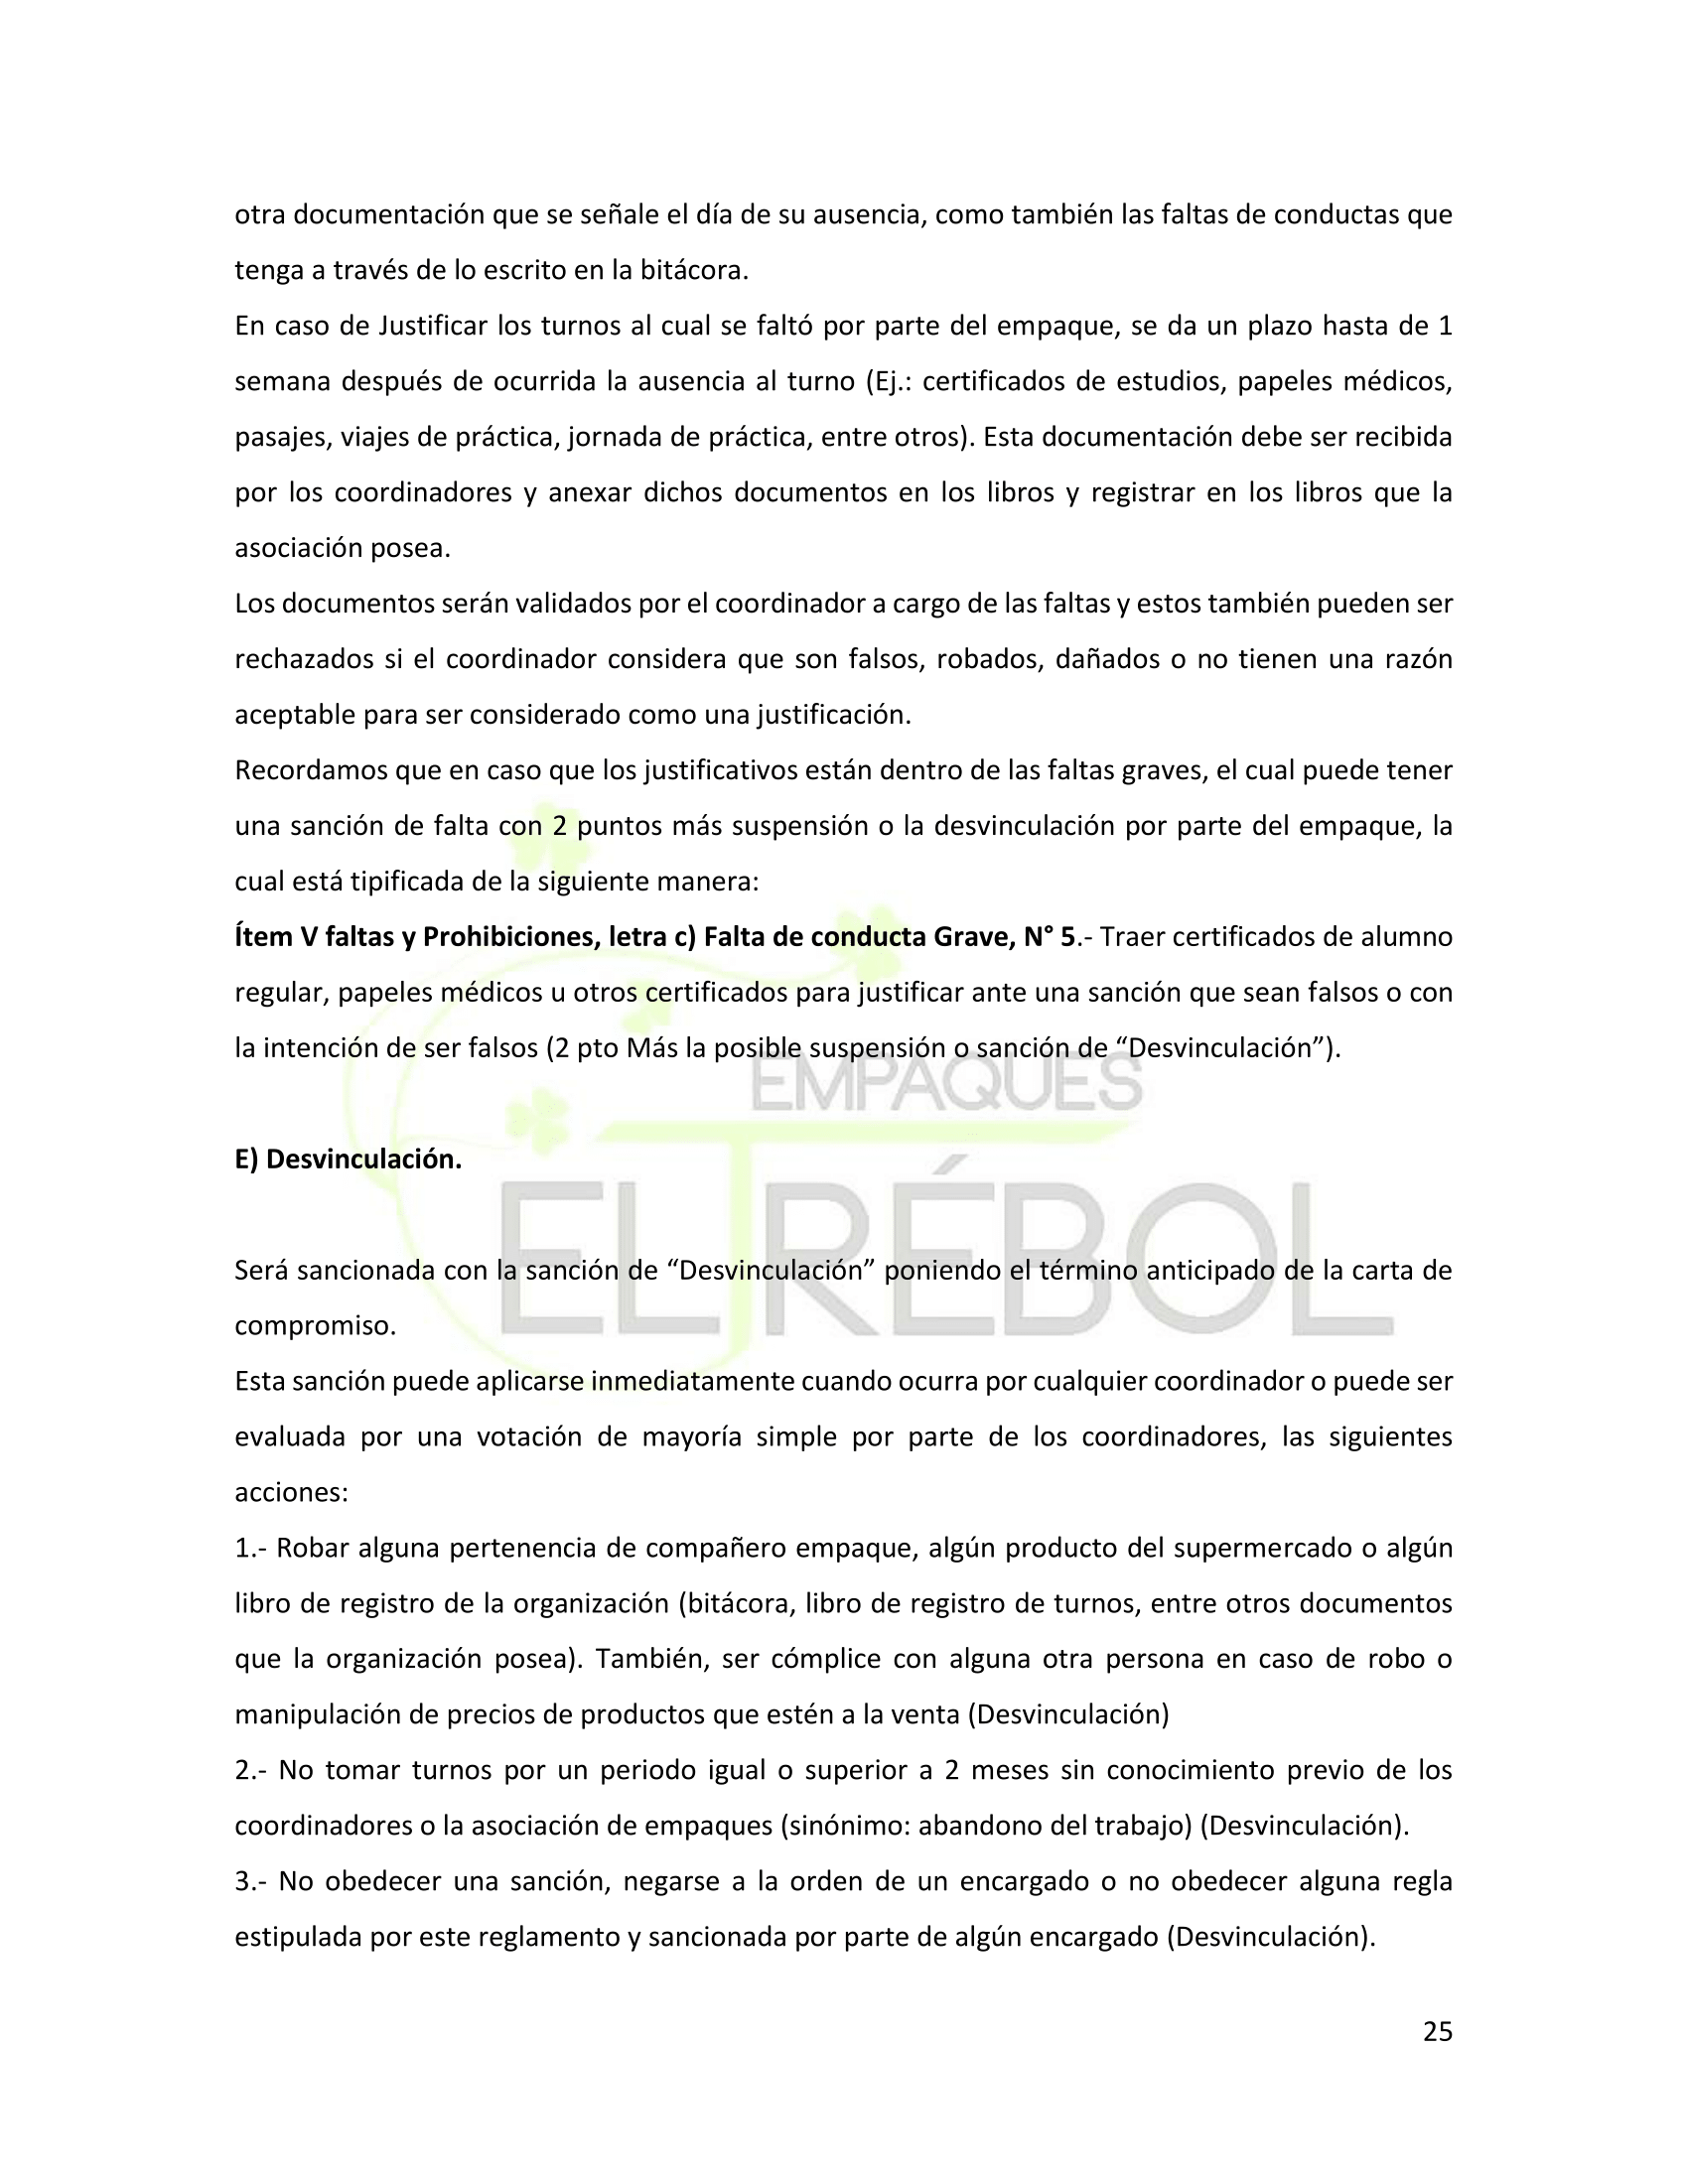 otra documentación que se señale el día de su ausencia, como también las faltas de conductas que
tenga a través de lo escrito en la bitácora.
En caso de Justificar los turnos al cual se faltó por parte del empaque, se da un plazo hasta de 1
semana después de ocurrida la ausencia al turno (Ej.: certificados de estudios, papeles médicos,
pasajes, viajes de práctica, jornada de práctica, entre otros). Esta documentación debe ser recibida
por los coordinadores y anexar dichos documentos en los libros y registrar en los libros que la
asociación posea.
Los documentos serán validados por el coordinador a cargo de las faltas y estos también pueden ser
rechazados si el coordinador considera que son falsos, robados, dañados o no tienen una razón
aceptable para ser considerado como una justificación.
Recordamos que en caso que los justificativos están dentro de las faltas graves, el cual puede tener
una sanción de falta con 2 puntos más suspensión o la desvinculación por parte del empaque, la
cual está tipificada de la siguiente manera:
Ítem V faltas y Prohibiciones, letra c) Falta de conducta Grave, N° 5.- Traer certificados de alumno
regular, papeles médicos u otros certificados para justificar ante una sanción que sean falsos o con
la intención de ser falsos (2 pto Más la posible suspensión o sanción de “Desvinculación”).
EMPAQUES
E) Desvinculación.
EL TRÉBOL
Será sancionada con la sanción de “Desvinculación” poniendo el término anticipado de la carta de
compromiso.
Esta sanción puede aplicarse inmediatamente cuando ocurra por cualquier coordinador o puede ser
evaluada por una votación de mayoría simple por parte de los coordinadores, las siguientes
acciones:
1.- Robar alguna pertenencia de compañero empaque, algún producto del supermercado o algún
libro de registro de la organización (bitácora, libro de registro de turnos, entre otros documentos
que la organización posea). También, ser cómplice con alguna otra persona en caso de robo o
manipulación de precios de productos que estén a la venta (Desvinculación)
2.- No tomar turnos por un periodo igual o superior a 2 meses sin conocimiento previo de los
coordinadores o la asociación de empaques (sinónimo: abandono del trabajo) (Desvinculación).
3.- No obedecer una sanción, negarse a la orden de un encargado o no obedecer alguna regla
estipulada por este reglamento y sancionada por parte de algún encargado (Desvinculación).
25